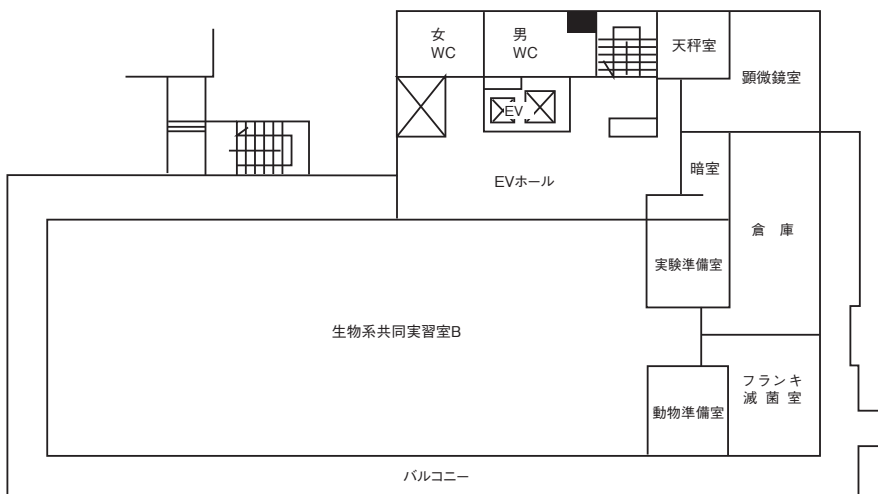 女
WC
男
WC
天秤室
顕微鏡室
EV
EVホール
暗室
倉 庫
実験準備室
生物系共同実習室B
フランキ
滅 菌 室
動物準備室
バルコニー